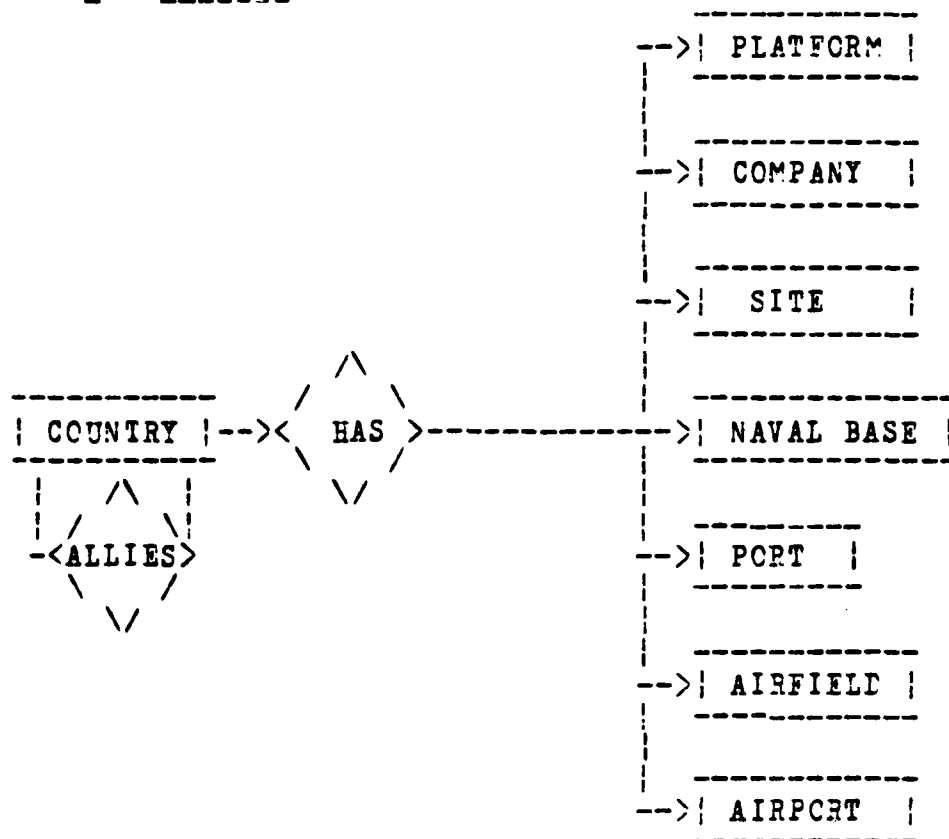 PLATFORM
COMPANY
SITE
COUNTRY HAS NAVAL BASE
ALLIES PORT
AIRFIELD
AIRPORT